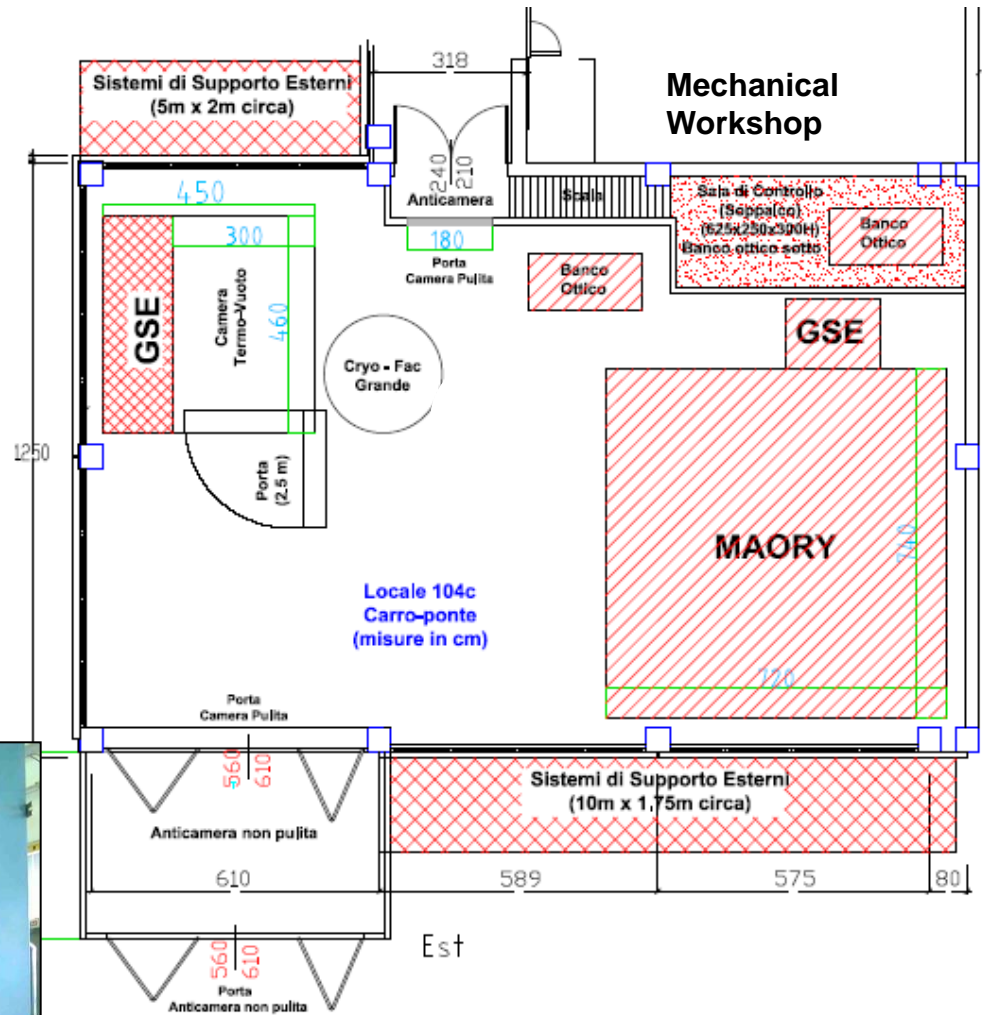 318
Mechanical
Workshop
Sistemi di Supporto Esterni
(5m x 2m circa)
240
210
Anticamera
Scala
Sala di Controllo
(Soppalco)
(625x250x300H)
Banco ottico sotto
Banco
Ottico
450
300
180
Porta
Camera Pulita
Banco
Ottico
GSE
Camera
Termo-Vuoto
460
GSE
Cryo - Fac
Grande
1250
Porta
(2.5 m)
MAORY
740
Locale 104c
Carro-ponte
(misure in cm)
720
Porta
Camera Pulita
560
610
Sistemi di Supporto Esterni
(10m x 1,75m circa)
Anticamera non pulita
610
589
575
80
Est
560
610
Porta
Anticamera non pulita